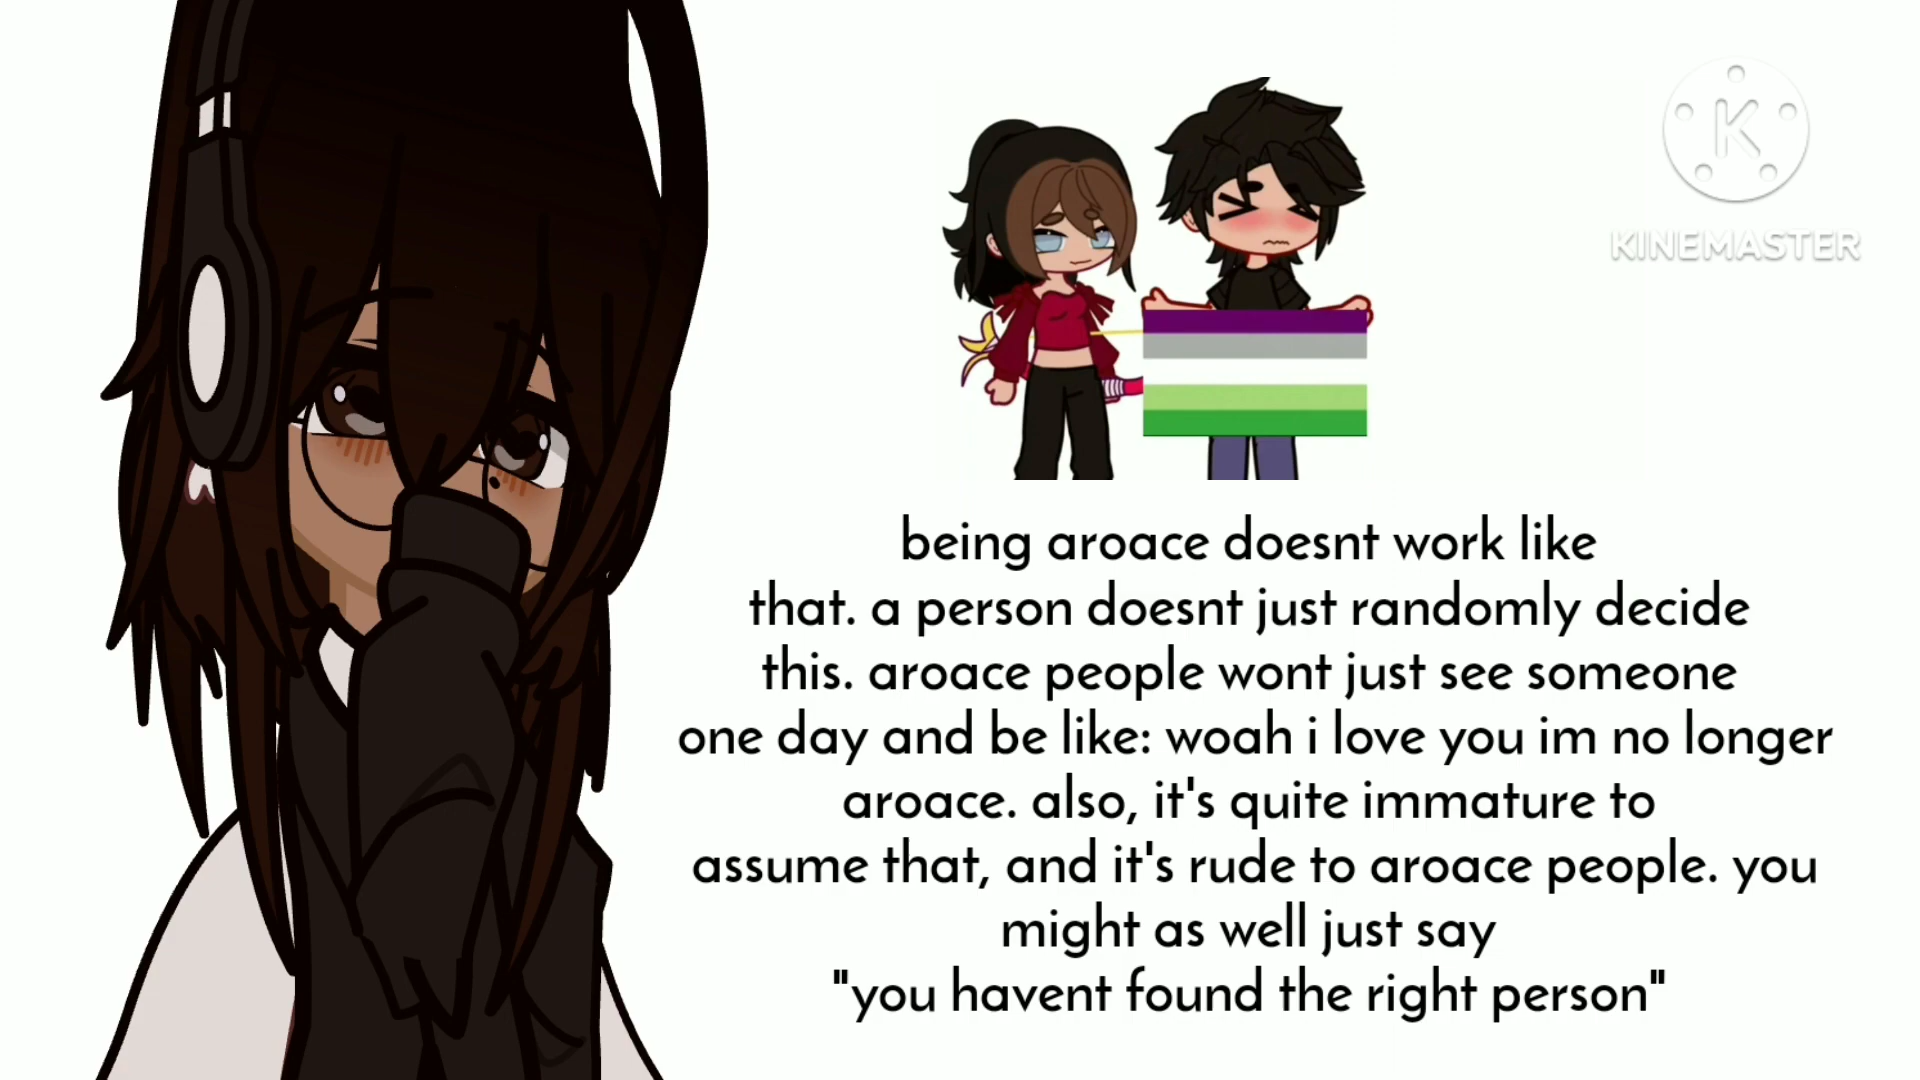 K
KINEMASTER
being aroace doesnt work like
that. a person doesnt just randomly decide
this. aroace people wont just see someone
one day and be like: woah i love you im no longer
aroace. also, it's quite immature to
assume that, and it's rude to aroace people. you
might as well just say
"you havent found the right person"